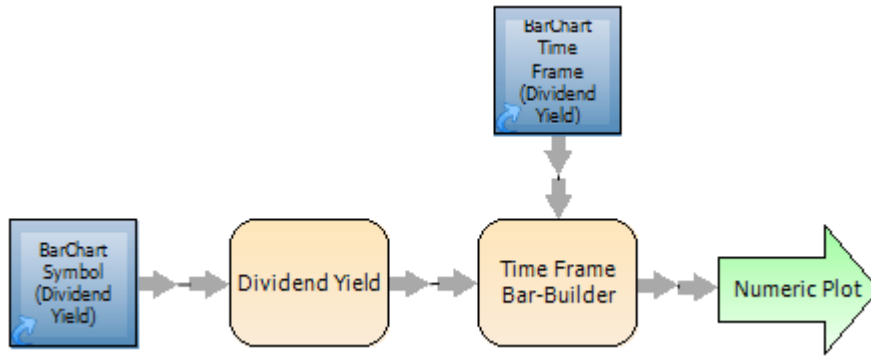 BarChart
Time
Frame
(Dividend
Yield)
BarChart
Symbol
(Dividend
Yield)
Dividend Yield
Time Frame
Bar-Builder
Numeric Plot